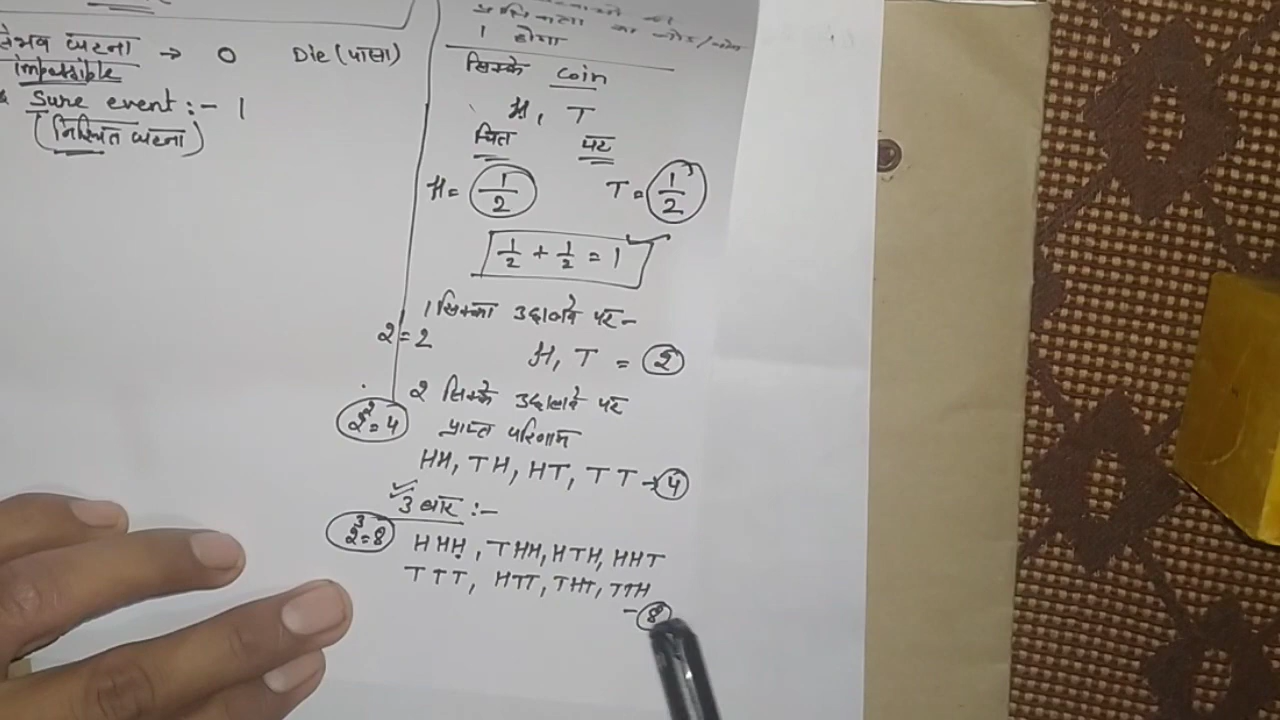 घटना → 0
impossible
Sure event :- 1
(निश्चित घटना)
Die (पासा)
1 होगा
सिक्के coin
H, T
चित पट
H = 1/2 T = 1/2
1/2 + 1/2 = 1
1 सिक्का उछालने पर -
2 = 2
H, T = 2
2 सिक्के उछालने पर
2² = 4
प्राप्त परिणाम
HH, TH, HT, TT → 4
3 बार :-
2³ = 8
HHH, THH, HTH, HHT
TTT, HTT, THT, TTH
- 8